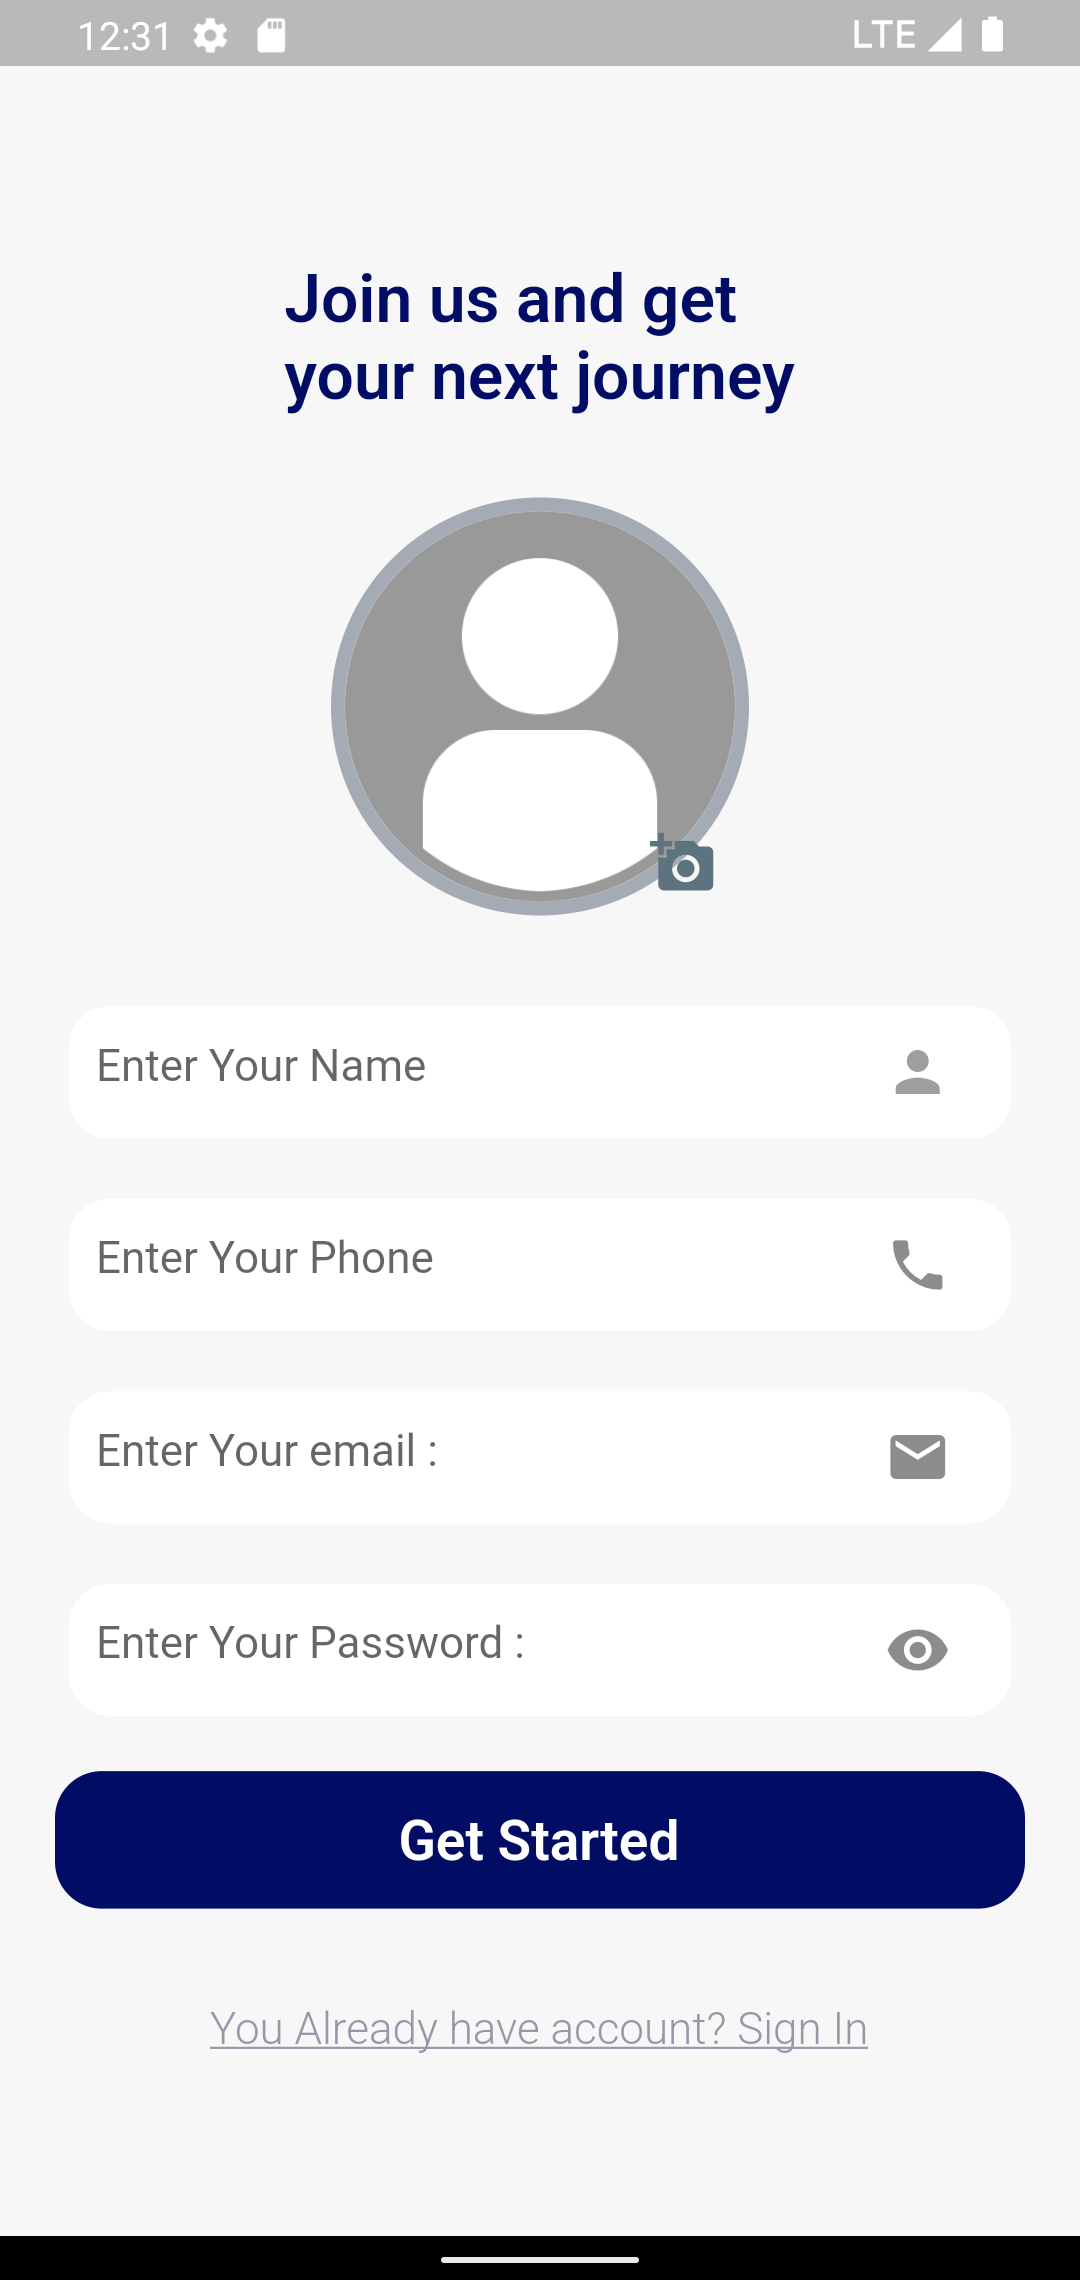 12:31 LTE
Join us and get
your next journey
Enter Your Name
Enter Your Phone
Enter Your email :
Enter Your Password :
Get Started
You Already have account? Sign In